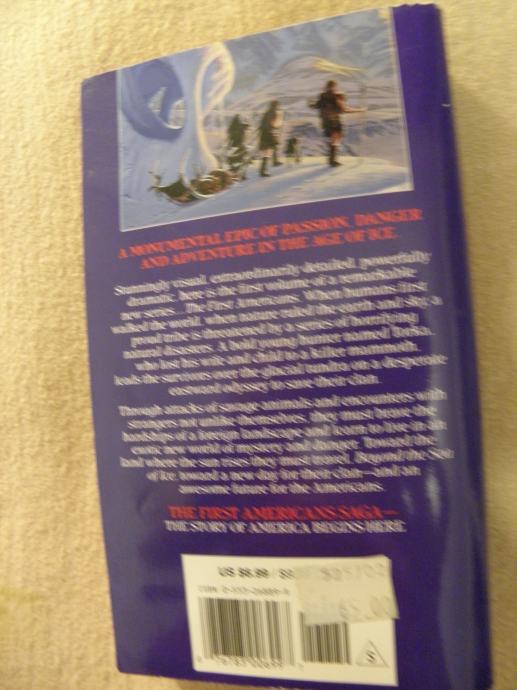 A MONUMENTAL EPIC OF PASSION, DANGER
AND ADVENTURE IN THE AGE OF ICE.
Stunningly visual, extraordinarily detailed, powerfully
dramatic, here is the first volume of a remarkable
new series...The First Americans. When humans first
walked the world, when nature ruled the earth and sky, a
proud tribe is by a series of horrifying
natural disasters. A bold young hunter named Torka,
who lost his wife and child to a killer mammoth,
leads the survivors over the glacial tundra on a desperate
eastward odyssey to save their clan.
Through attacks of savage animals and encounters with
strangers not unlike themselves, they must brave the
hardships of a foreign landscape and learn to live in an
exotic new world of mystery and danger. Toward the
land where the sun rises they must travel, Beyond the Sea
of Ice, toward a new day for their clan—and an
awesome future for the Americans.
THE FIRST AMERICANS SAGA—
THE STORY OF AMERICA BEGINS HERE
US $6.99
ISBN 0-553-26889-
S